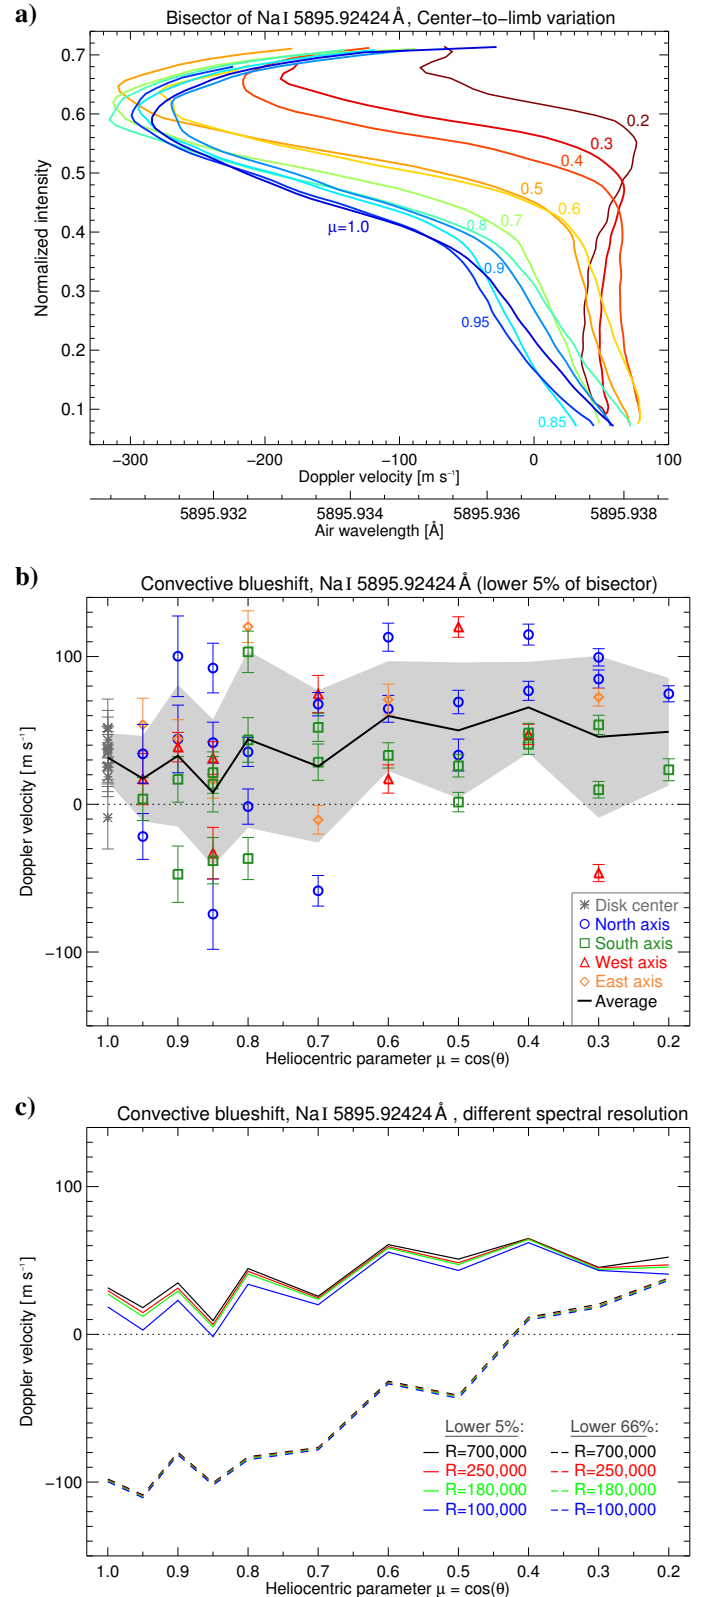 a)
Bisector of Na I 5895.92424 Å, Center-to-limb variation
0.7
0.6
0.5
0.4
0.3
0.2
0.1
Normalized intensity
0.2
0.3
0.4
0.5
0.6
0.7
0.8
μ=1.0
0.9
0.95
0.85
−300 −200 −100 0 100
Doppler velocity [m s⁻¹]
5895.932 5895.934 5895.936 5895.938
Air wavelength [Å]
b)
Convective blueshift, Na I 5895.92424 Å (lower 5% of bisector)
100
0
−100
Doppler velocity [m s⁻¹]
Disk center
North axis
South axis
West axis
East axis
Average
1.0 0.9 0.8 0.7 0.6 0.5 0.4 0.3 0.2
Heliocentric parameter μ = cos(θ)
c)
Convective blueshift, Na I 5895.92424 Å , different spectral resolution
100
0
−100
Doppler velocity [m s⁻¹]
Lower 5%: Lower 66%:
R=700,000 R=700,000
R=250,000 R=250,000
R=180,000 R=180,000
R=100,000 R=100,000
1.0 0.9 0.8 0.7 0.6 0.5 0.4 0.3 0.2
Heliocentric parameter μ = cos(θ)